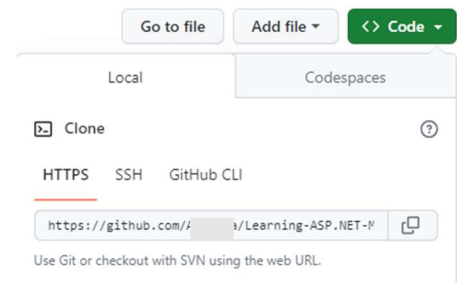 Go to file Add file <> Code
Local Codespaces
Clone
HTTPS SSH GitHub CLI
https://github.com/ /Learning-ASP.NET-M
Use Git or checkout with SVN using the web URL.